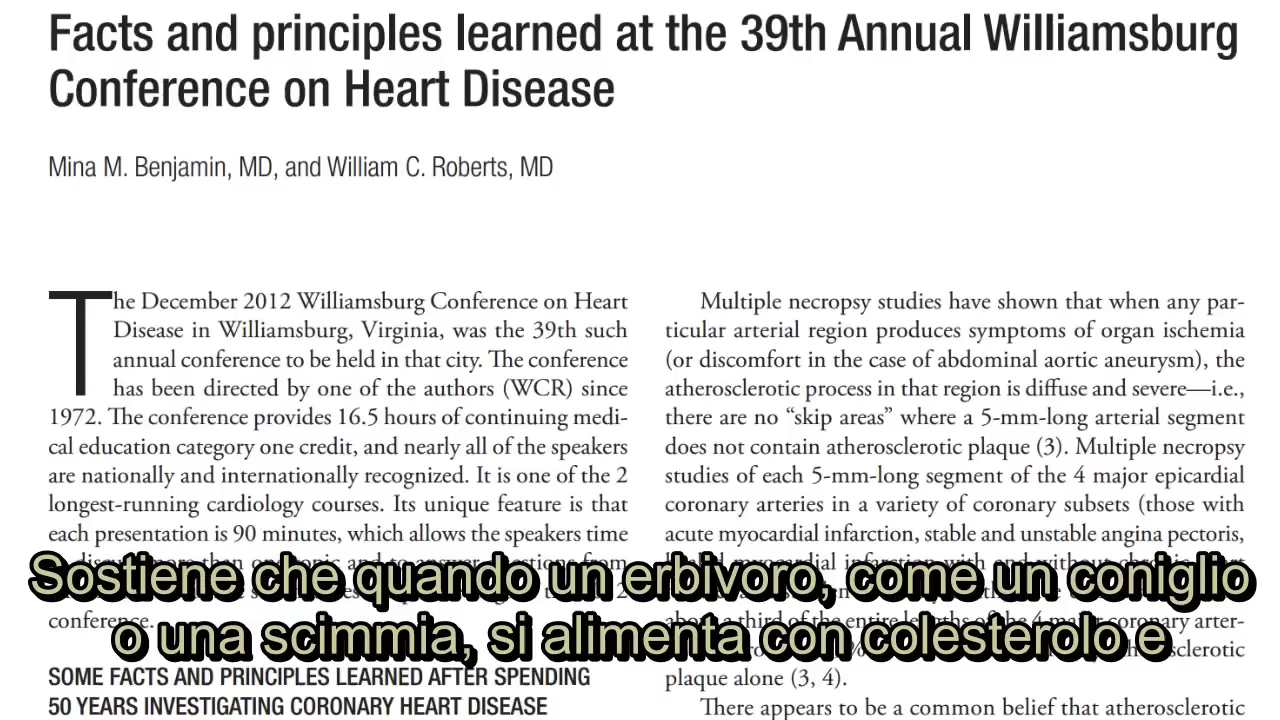 Facts and principles learned at the 39th Annual Williamsburg
Conference on Heart Disease
Mina M. Benjamin, MD, and William C. Roberts, MD
The December 2012 Williamsburg Conference on Heart
Disease in Williamsburg, Virginia, was the 39th such
annual conference to be held in that city. The conference
has been directed by one of the authors (WCR) since
1972. The conference provides 16.5 hours of continuing medi-
cal education category one credit, and nearly all of the speakers
are nationally and internationally recognized. It is one of the 2
longest-running cardiology courses. Its unique feature is that
each presentation is 90 minutes, which allows the speakers time
conference.
SOME FACTS AND PRINCIPLES LEARNED AFTER SPENDING
50 YEARS INVESTIGATING CORONARY HEART DISEASE
Multiple necropsy studies have shown that when any par-
ticular arterial region produces symptoms of organ ischemia
(or discomfort in the case of abdominal aortic aneurysm), the
atherosclerotic process in that region is diffuse and severe—i.e.,
there are no “skip areas” where a 5-mm-long arterial segment
does not contain atherosclerotic plaque (3). Multiple necropsy
studies of each 5-mm-long segment of the 4 major epicardial
coronary arteries in a variety of coronary subsets (those with
acute myocardial infarction, stable and unstable angina pectoris,
plaque alone (3, 4).
There appears to be a common belief that atherosclerotic
Sostiene che quando un erbivoro, come un coniglio
o una scimmia, si alimenta con colesterolo e